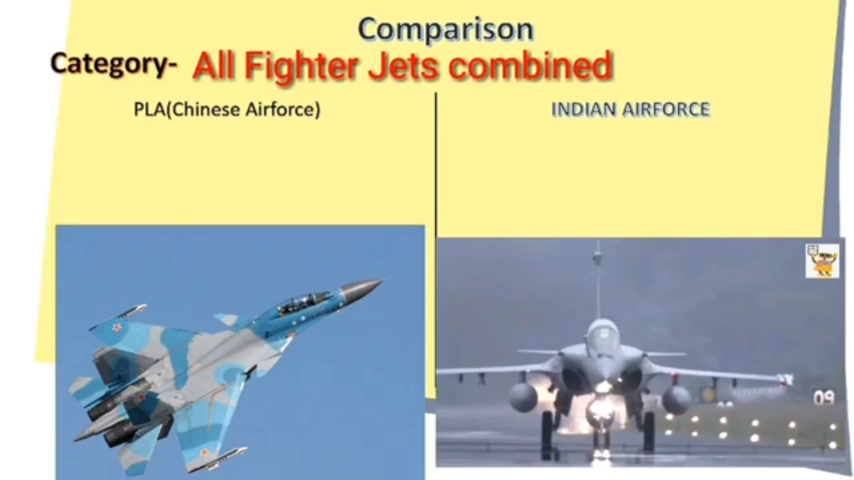 Comparison
Category- All Fighter Jets combined
PLA(Chinese Airforce)
INDIAN AIRFORCE
09